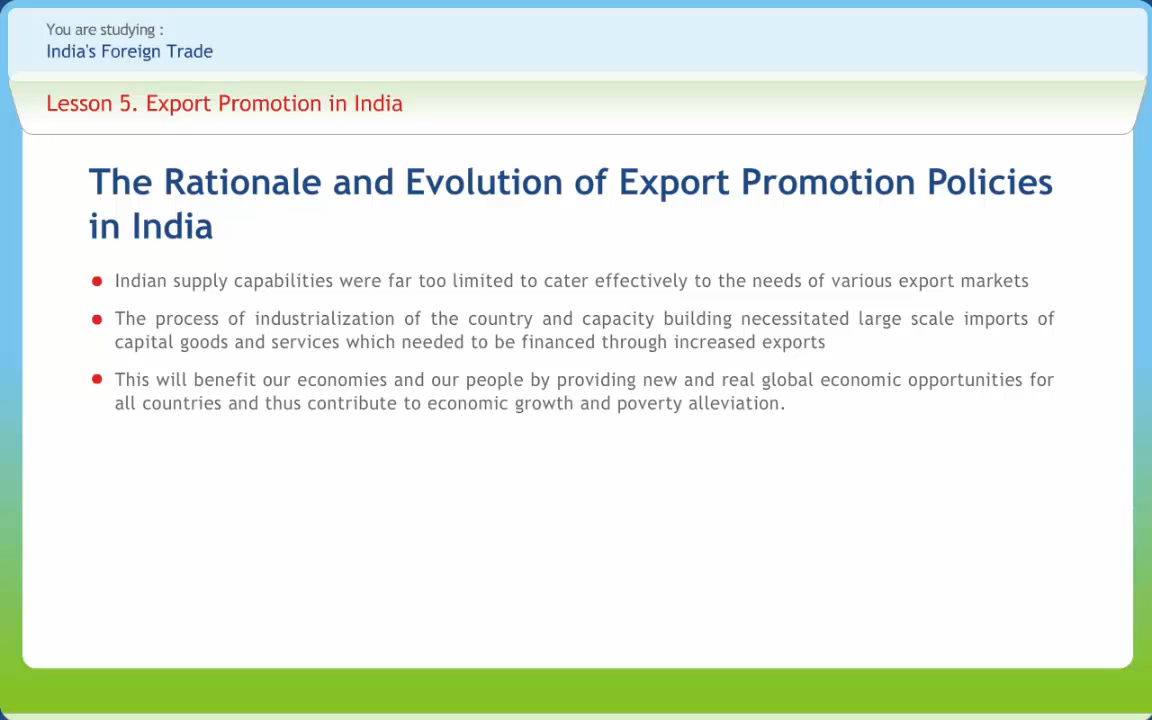 You are studying :
India's Foreign Trade
Lesson 5. Export Promotion in India
The Rationale and Evolution of Export Promotion Policies
in India
Indian supply capabilities were far too limited to cater effectively to the needs of various export markets
The process of industrialization of the country and capacity building necessitated large scale imports of
capital goods and services which needed to be financed through increased exports
This will benefit our economies and our people by providing new and real global economic opportunities for
all countries and thus contribute to economic growth and poverty alleviation.